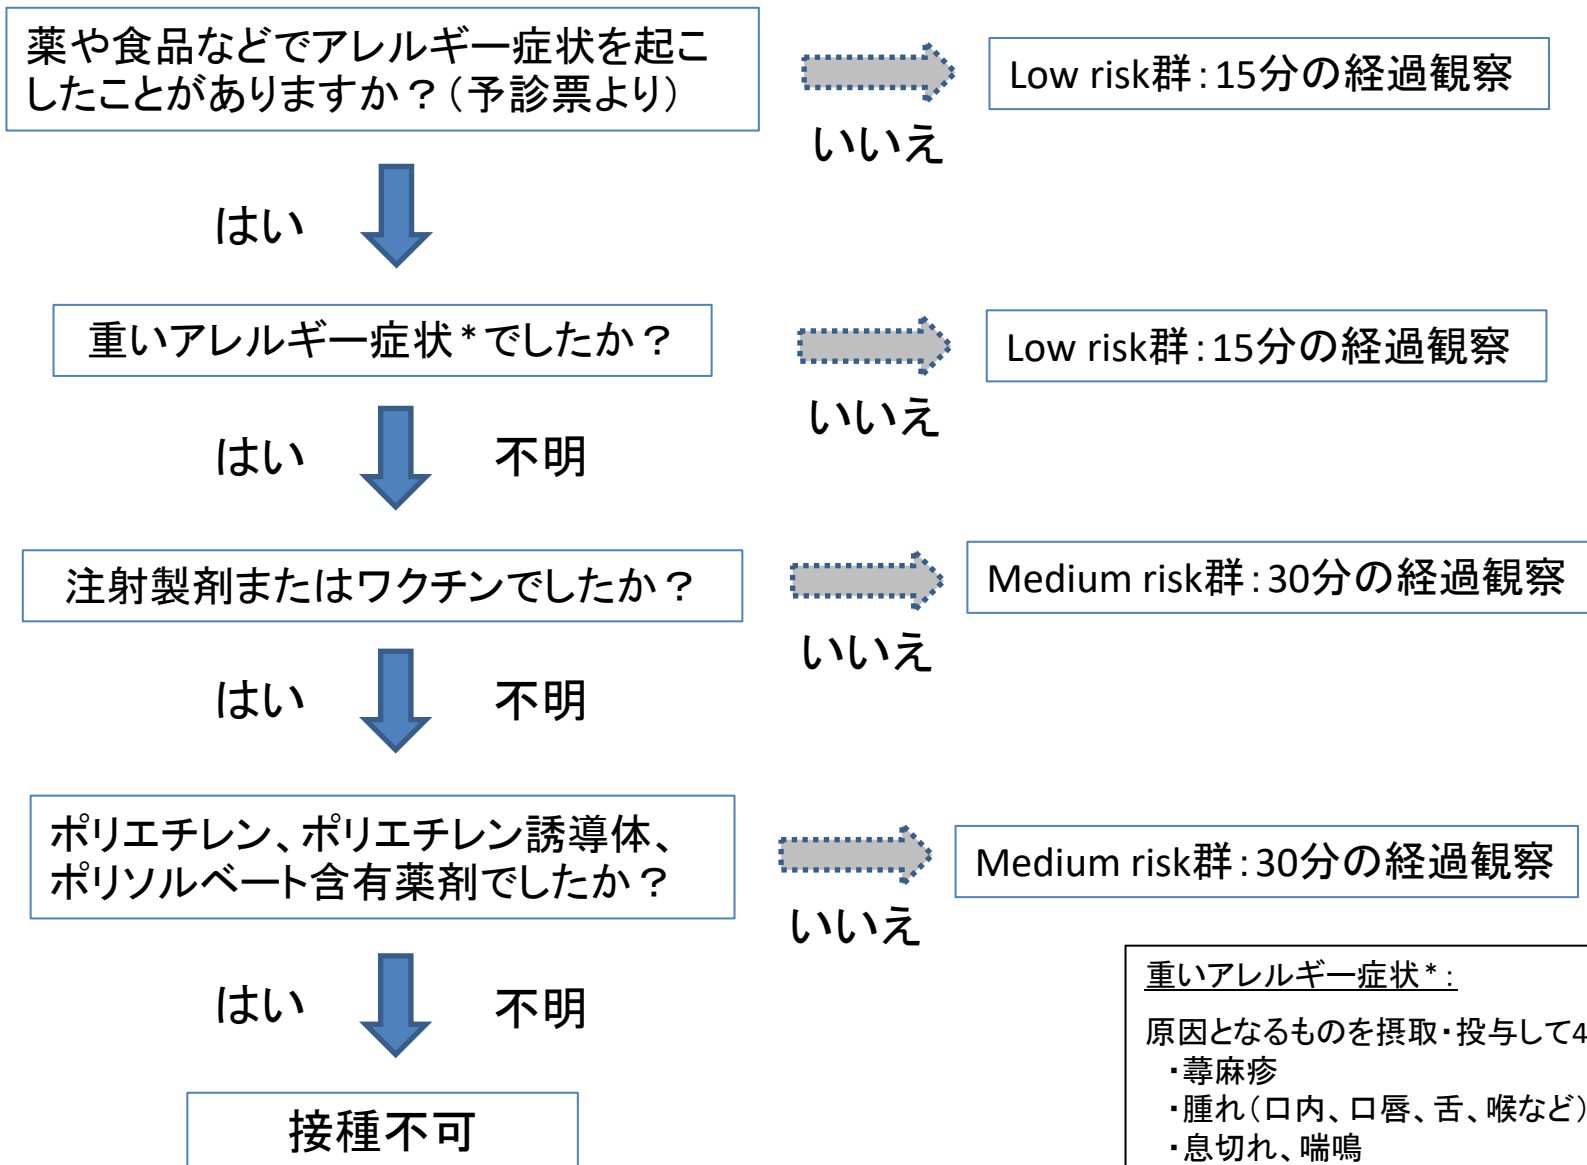 薬や食品などでアレルギー症状を起こ
したことがありますか？（予診票より）
いいえ
Low risk群：15分の経過観察
はい
重いアレルギー症状*でしたか？
いいえ
Low risk群：15分の経過観察
はい
不明
注射製剤またはワクチンでしたか？
いいえ
Medium risk群：30分の経過観察
はい
不明
ポリエチレン、ポリエチレン誘導体、
ポリソルベート含有薬剤でしたか？
いいえ
Medium risk群：30分の経過観察
はい
不明
接種不可
重いアレルギー症状*：
原因となるものを摂取・投与して4
・蕁麻疹
・腫れ（口内、口唇、舌、喉など）
・息切れ、喘鳴